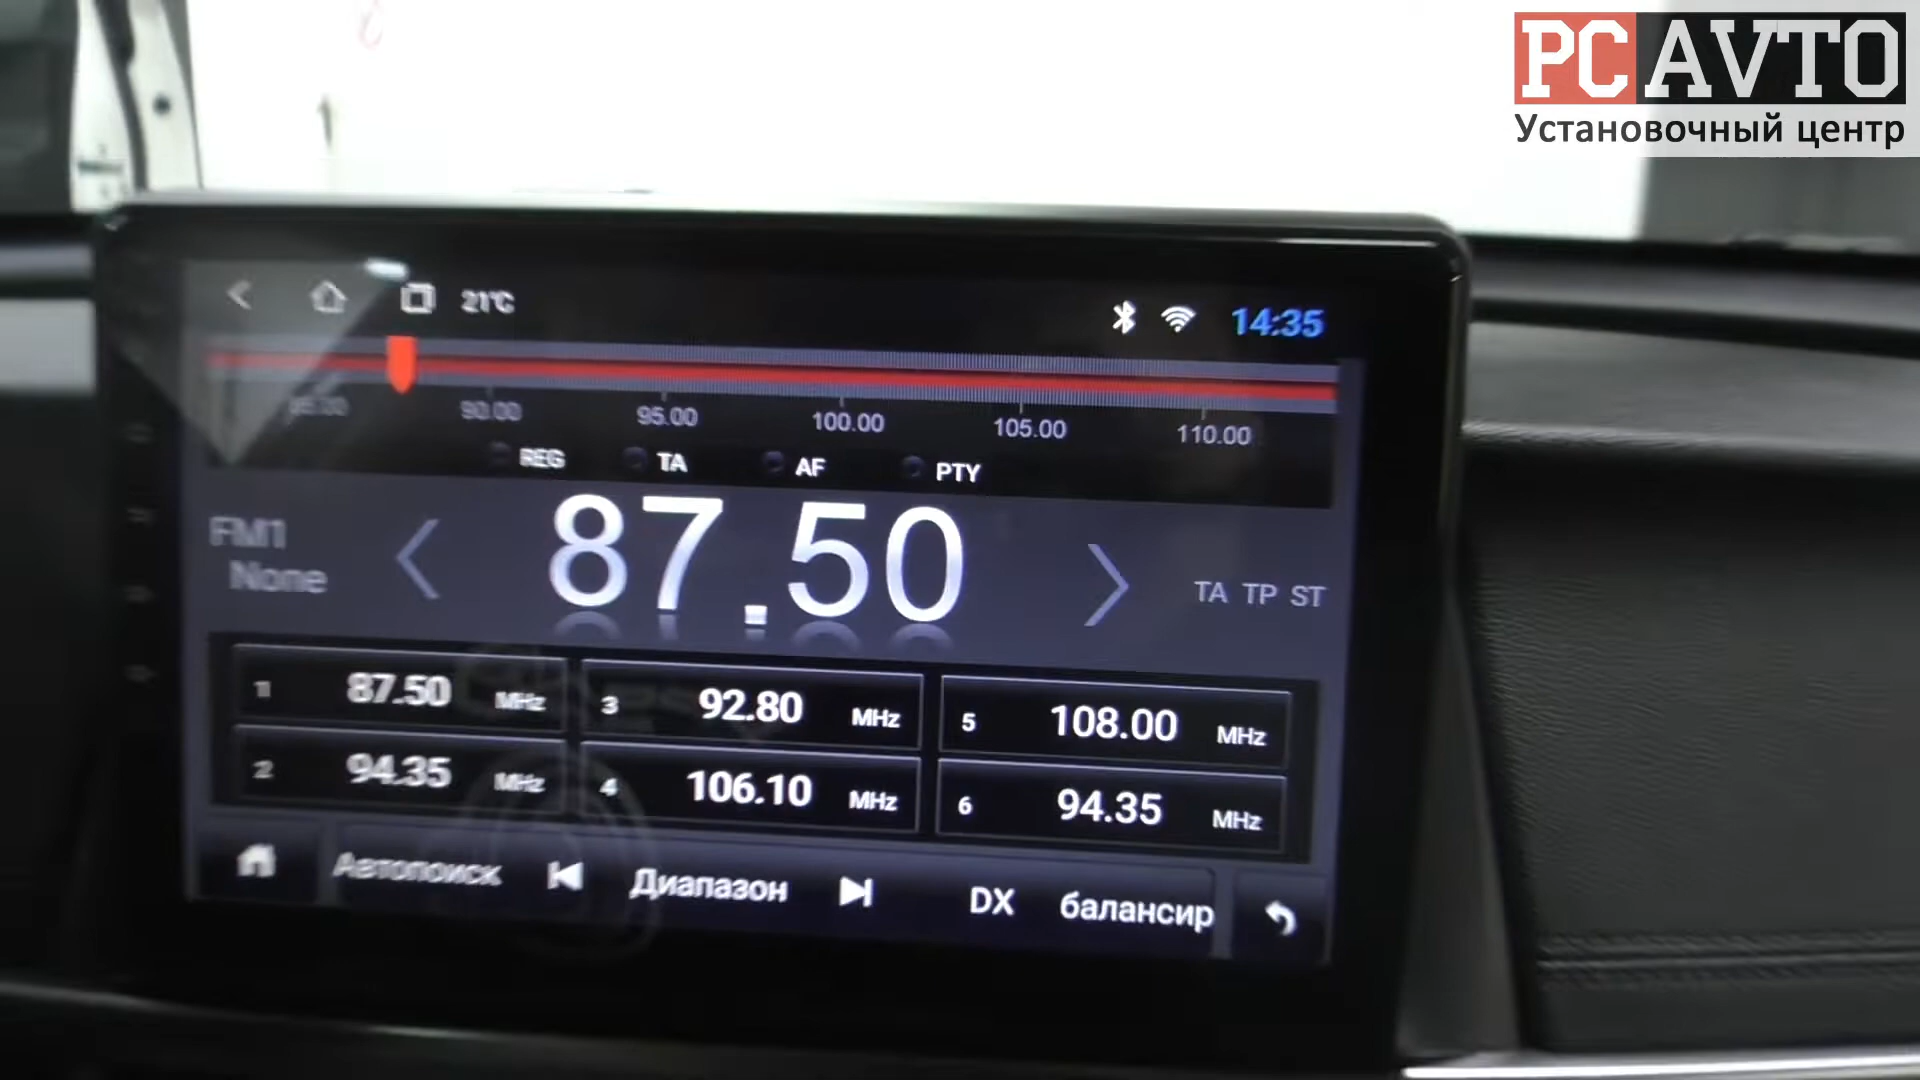 PC AVTO
Установочный центр
21°C
14:35
90.00 95.00 100.00 105.00 110.00
REG TA AF PTY
FM1
None
87.50
TA TP ST
1 87.50 MHz
3 92.80 MHz
5 108.00 MHz
2 94.35 MHz
4 106.10 MHz
6 94.35 MHz
Автопоиск Диапазон DX балансир